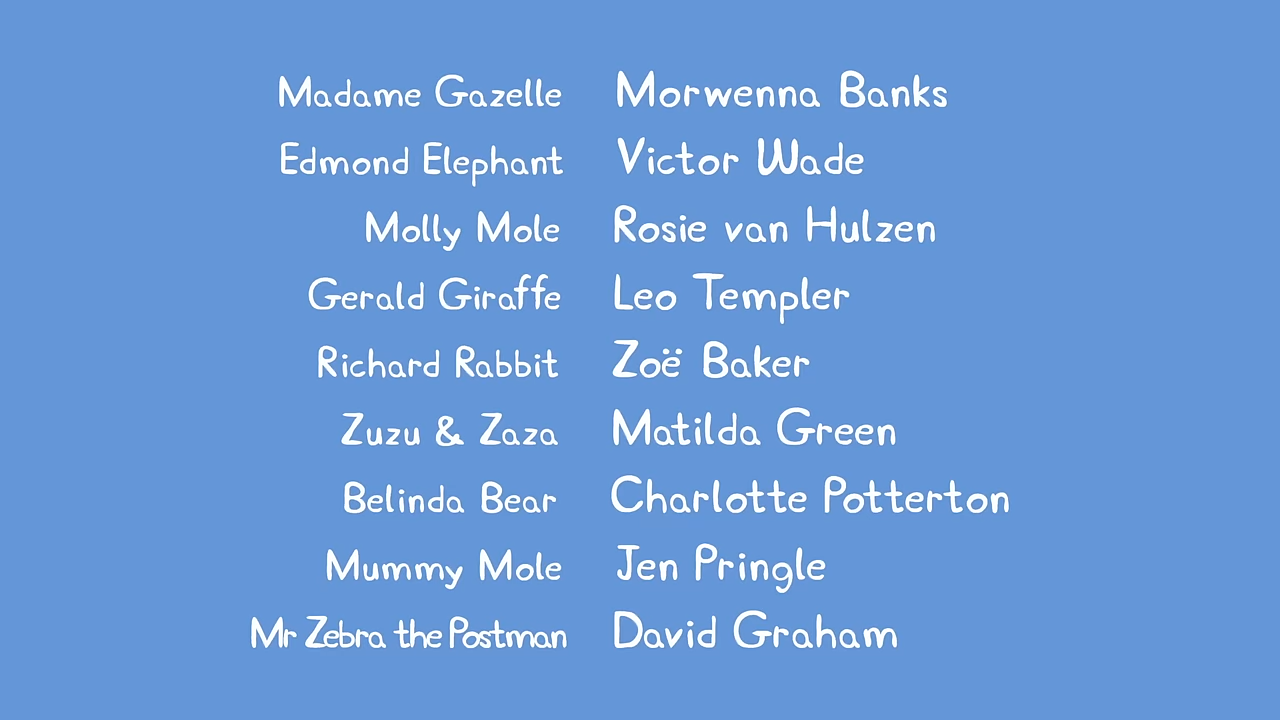 Madame Gazelle Morwenna Banks
Edmond Elephant Victor Wade
Molly Mole Rosie van Hulzen
Gerald Giraffe Leo Templer
Richard Rabbit Zoë Baker
Zuzu & Zaza Matilda Green
Belinda Bear Charlotte Potterton
Mummy Mole Jen Pringle
Mr Zebra the Postman David Graham